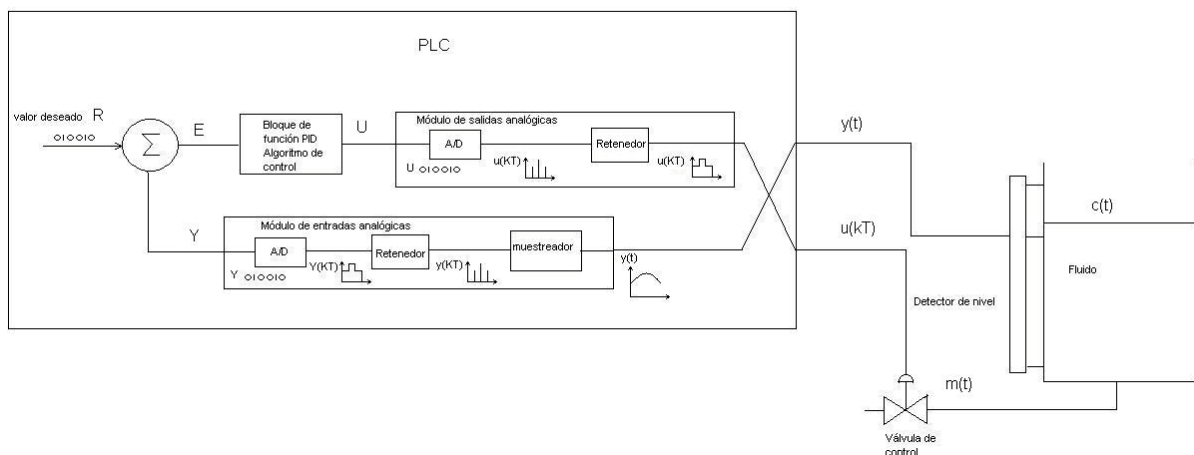 PLC
valor deseado R
010010
Σ
E
Bloque de
función PID
Algoritmo de
control
U
Módulo de salidas analógicas
A/D
U 010010
u(KT)
Retenedor
u(KT)
y(t)
u(kT)
Y
Módulo de entradas analógicas
A/D
Y 010010
Y(KT)
Retenedor
y(KT)
muestreador
y(t)
c(t)
Fluido
Detector de nivel
m(t)
Válvula de
control